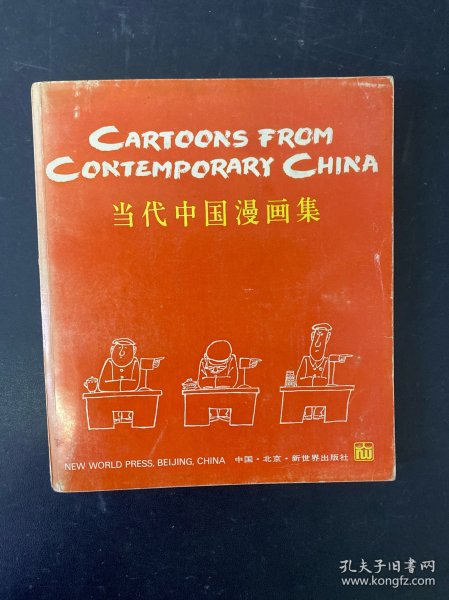 CARTOONS FROM
CONTEMPORARY CHINA
当代中国漫画集
NEW WORLD PRESS, BEIJING, CHINA 中国·北京·新世界出版社
孔夫子旧书网
www.kongfz.com